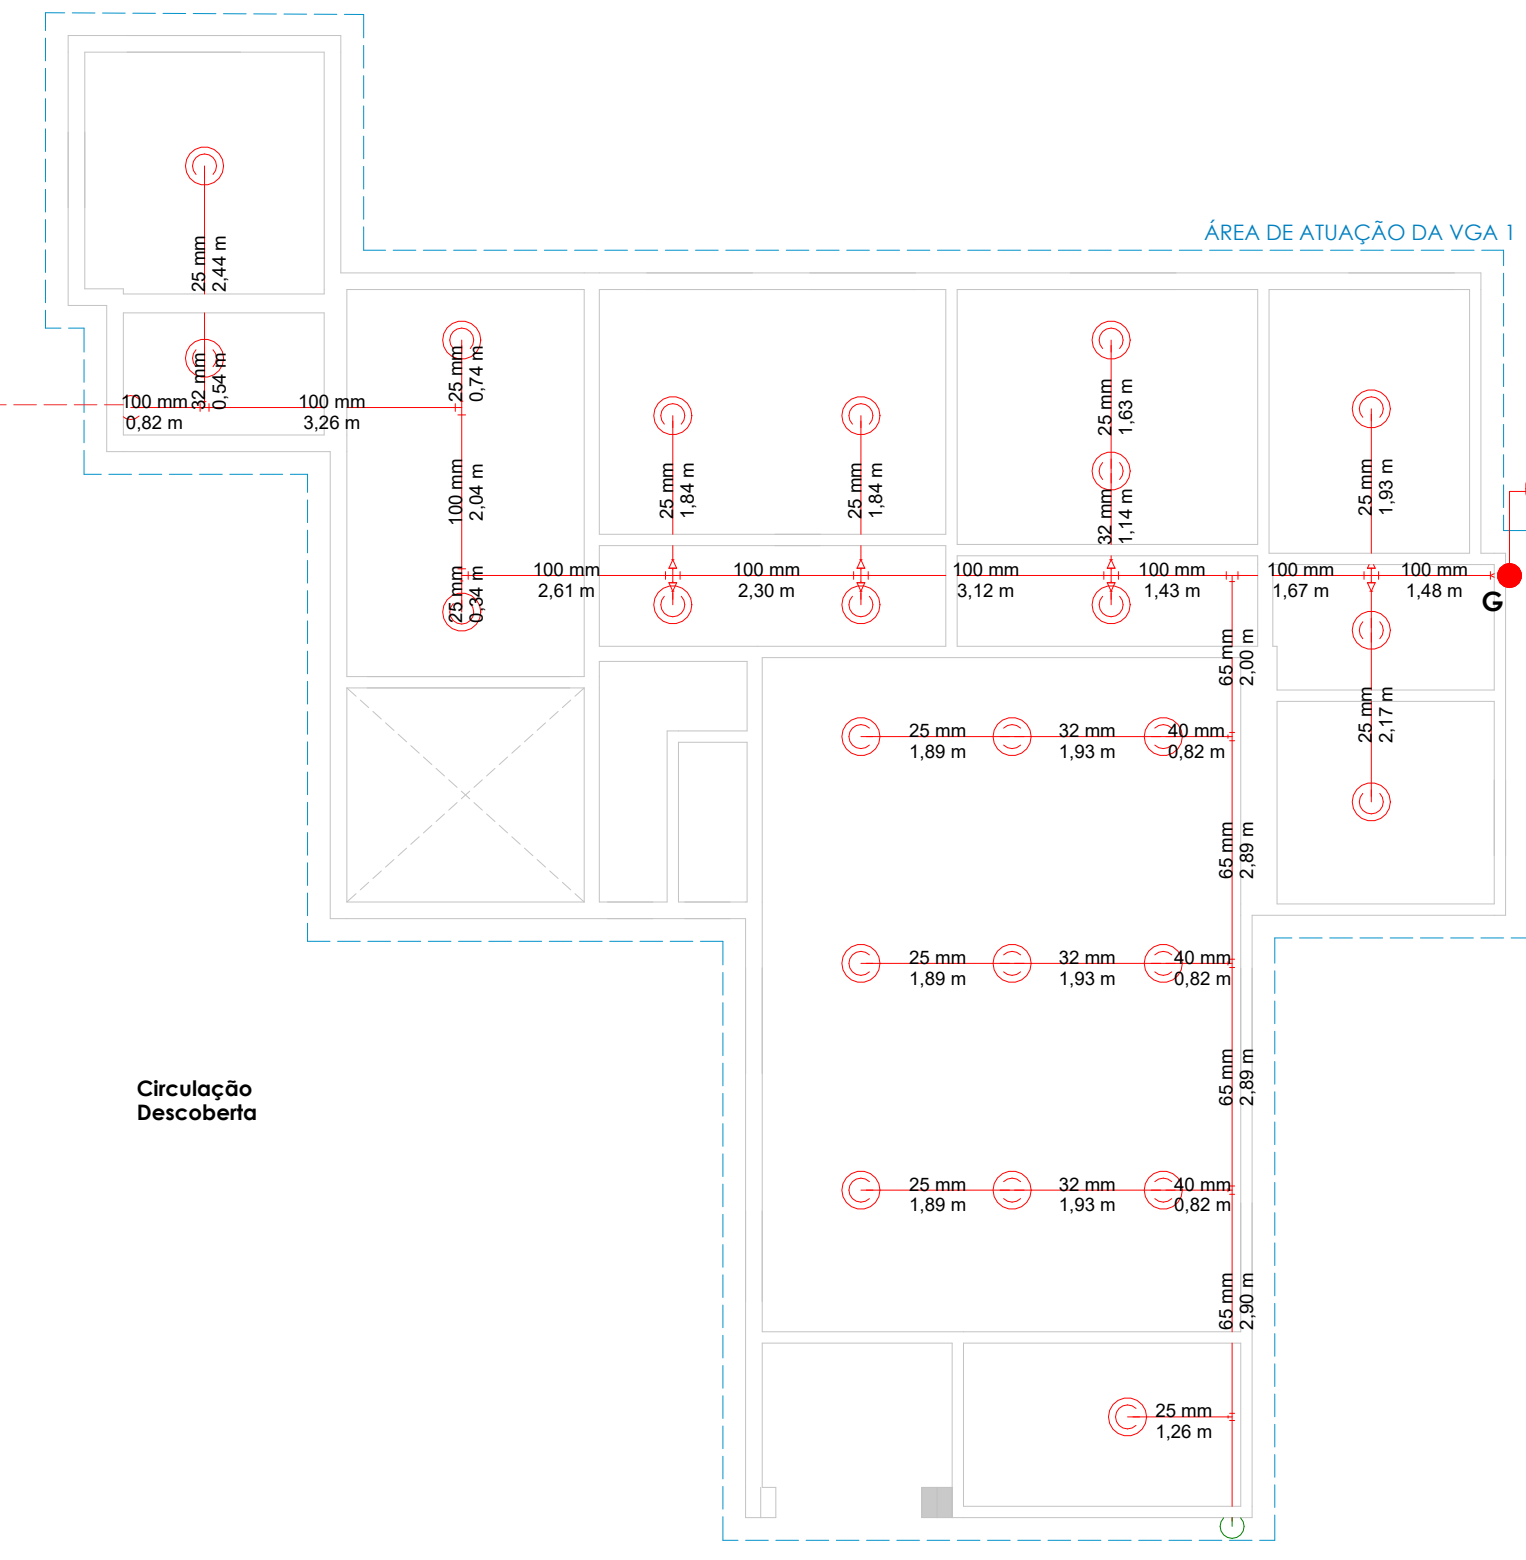 ÁREA DE ATUAÇÃO DA VGA 1
25 mm
2,44 m
32 mm
0,54 m
100 mm
0,82 m
100 mm
3,26 m
25 mm
0,74 m
100 mm
2,04 m
25 mm
0,34 m
25 mm
1,84 m
25 mm
1,84 m
25 mm
1,63 m
32 mm
1,14 m
25 mm
1,93 m
100 mm
2,61 m
100 mm
2,30 m
100 mm
3,12 m
100 mm
1,43 m
100 mm
1,67 m
100 mm
1,48 m
G
65 mm
2,00 m
25 mm
2,17 m
25 mm
1,89 m
32 mm
1,93 m
40 mm
0,82 m
65 mm
2,89 m
25 mm
1,89 m
32 mm
1,93 m
40 mm
0,82 m
65 mm
2,89 m
Circulação
Descoberta
25 mm
1,89 m
32 mm
1,93 m
40 mm
0,82 m
65 mm
2,90 m
25 mm
1,26 m